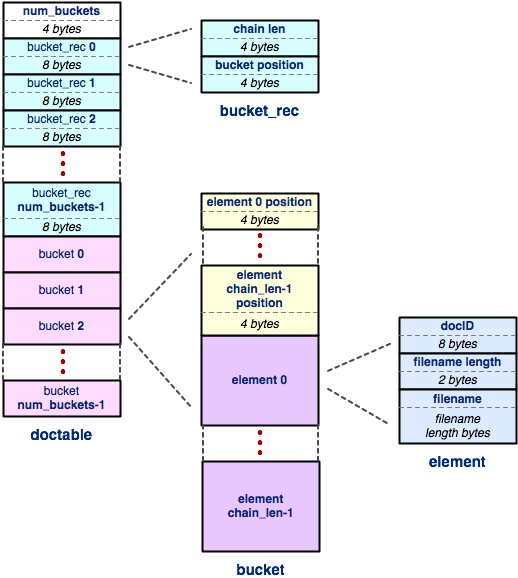 num_buckets
4 bytes
bucket_rec 0
8 bytes
bucket_rec 1
8 bytes
bucket_rec 2
8 bytes
bucket_rec
num_buckets-1
8 bytes
bucket 0
bucket 1
bucket 2
bucket
num_buckets-1
doctable
chain len
4 bytes
bucket position
4 bytes
bucket_rec
element 0 position
4 bytes
element
chain_len-1
position
4 bytes
element 0
element
chain_len-1
bucket
docID
8 bytes
filename length
2 bytes
filename
filename
length bytes
element